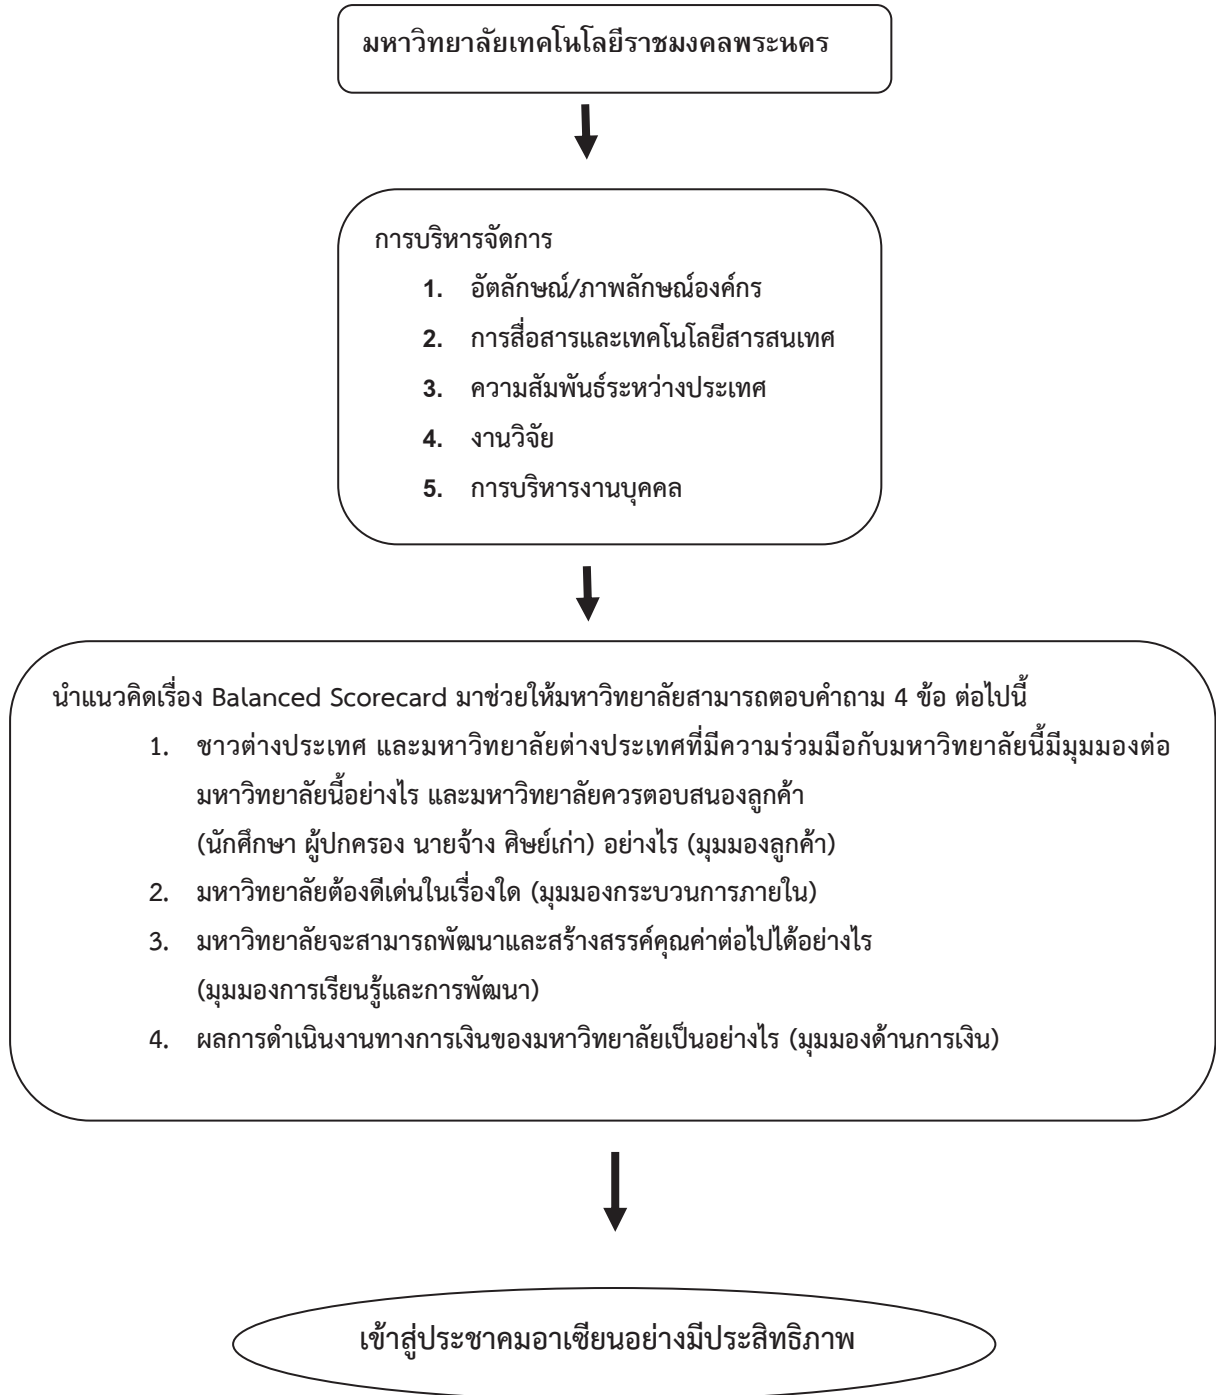 มหาวิทยาลัยเทคโนโลยีราชมงคลพระนคร
การบริหารจัดการ
1. อัตลักษณ์/ภาพลักษณ์องค์กร
2. การสื่อสารและเทคโนโลยีสารสนเทศ
3. ความสัมพันธ์ระหว่างประเทศ
4. งานวิจัย
5. การบริหารงานบุคคล
นำแนวคิดเรื่อง Balanced Scorecard มาช่วยให้มหาวิทยาลัยสามารถตอบคำถาม 4 ข้อ ต่อไปนี้
1. ชาวต่างประเทศ และมหาวิทยาลัยต่างประเทศที่มีความร่วมมือกับมหาวิทยาลัยนี้มีมุมมองต่อ
มหาวิทยาลัยนี้อย่างไร และมหาวิทยาลัยควรตอบสนองลูกค้า
(นักศึกษา ผู้ปกครอง นายจ้าง ศิษย์เก่า) อย่างไร (มุมมองลูกค้า)
2. มหาวิทยาลัยต้องดีเด่นในเรื่องใด (มุมมองกระบวนการภายใน)
3. มหาวิทยาลัยจะสามารถพัฒนาและสร้างสรรค์คุณค่าต่อไปได้อย่างไร
(มุมมองการเรียนรู้และการพัฒนา)
4. ผลการดำเนินงานทางการเงินของมหาวิทยาลัยเป็นอย่างไร (มุมมองด้านการเงิน)
เข้าสู่ประชาคมอาเซียนอย่างมีประสิทธิภาพ